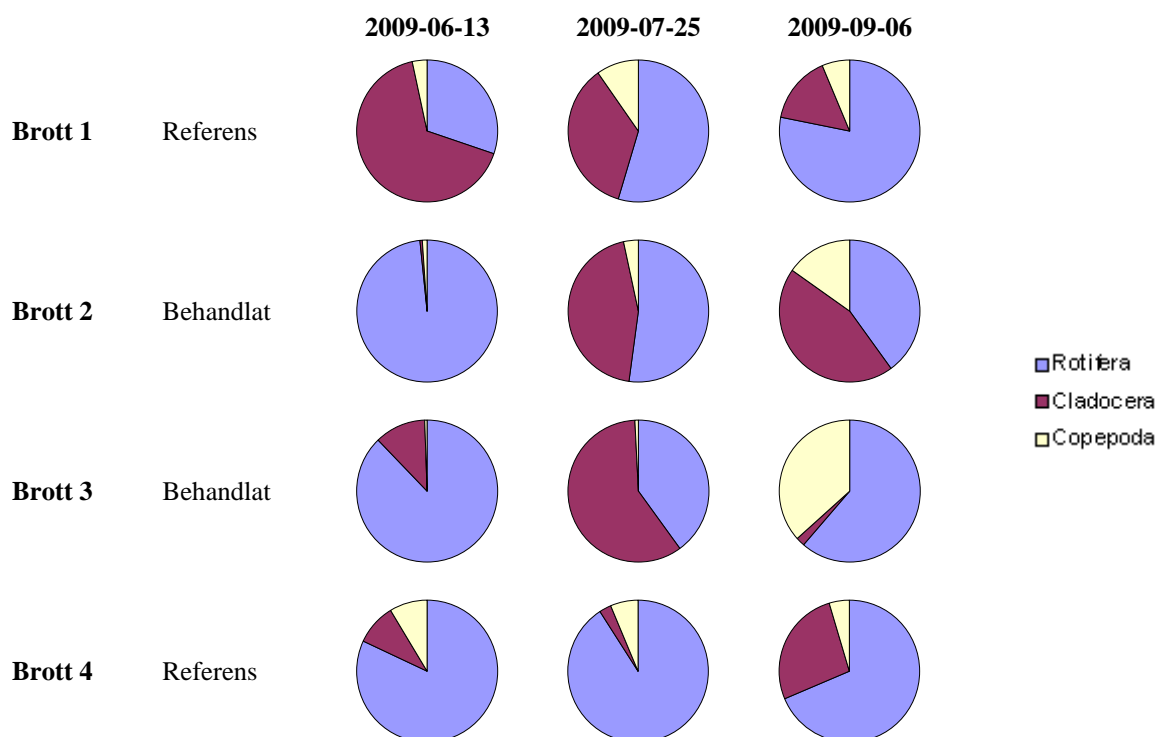 2009-06-13 2009-07-25 2009-09-06
Brott 1 Referens
Brott 2 Behandlat
Rotifera
Cladocera
Copepoda
Brott 3 Behandlat
Brott 4 Referens